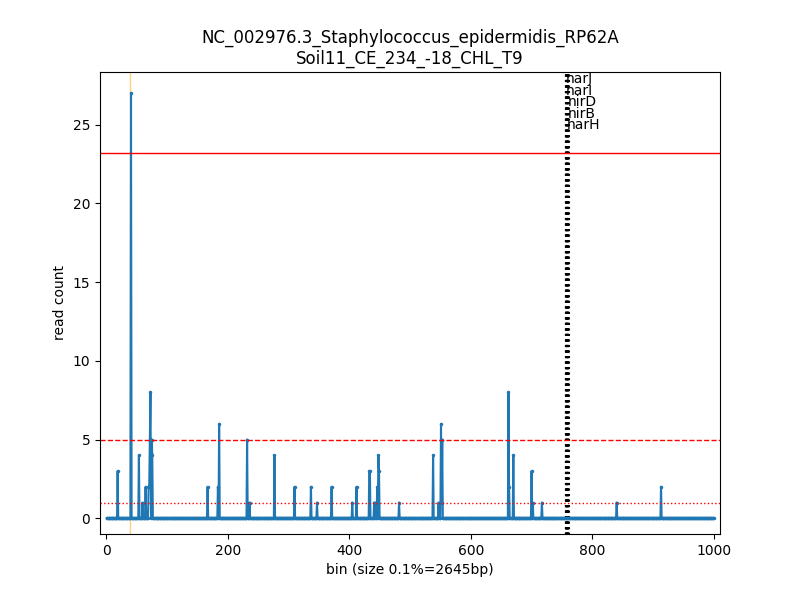 NC_002976.3_Staphylococcus_epidermidis_RP62A
Soil11_CE_234_-18_CHL_T9
narJ
narI
nirD
nirB
narH
25
20
15
10
5
0
read count
0 200 400 600 800 1000
bin (size 0.1%=2645bp)